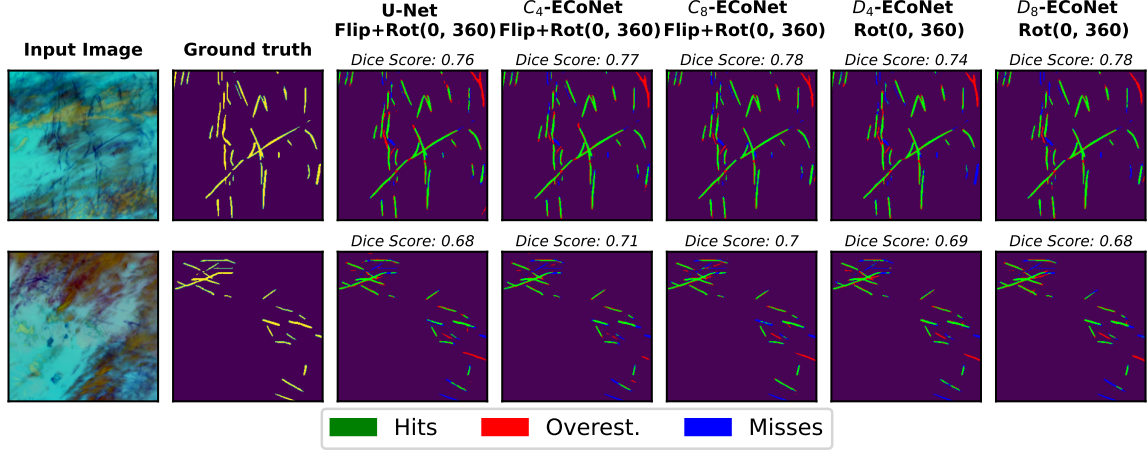 Input Image
Ground truth
U-Net
Flip+Rot(0, 360)
C₄-ECoNet
Flip+Rot(0, 360)
C₈-ECoNet
Flip+Rot(0, 360)
D₄-ECoNet
Rot(0, 360)
D₈-ECoNet
Rot(0, 360)
Dice Score: 0.76
Dice Score: 0.77
Dice Score: 0.78
Dice Score: 0.74
Dice Score: 0.78
Dice Score: 0.68
Dice Score: 0.71
Dice Score: 0.7
Dice Score: 0.69
Dice Score: 0.68
Hits
Overest.
Misses